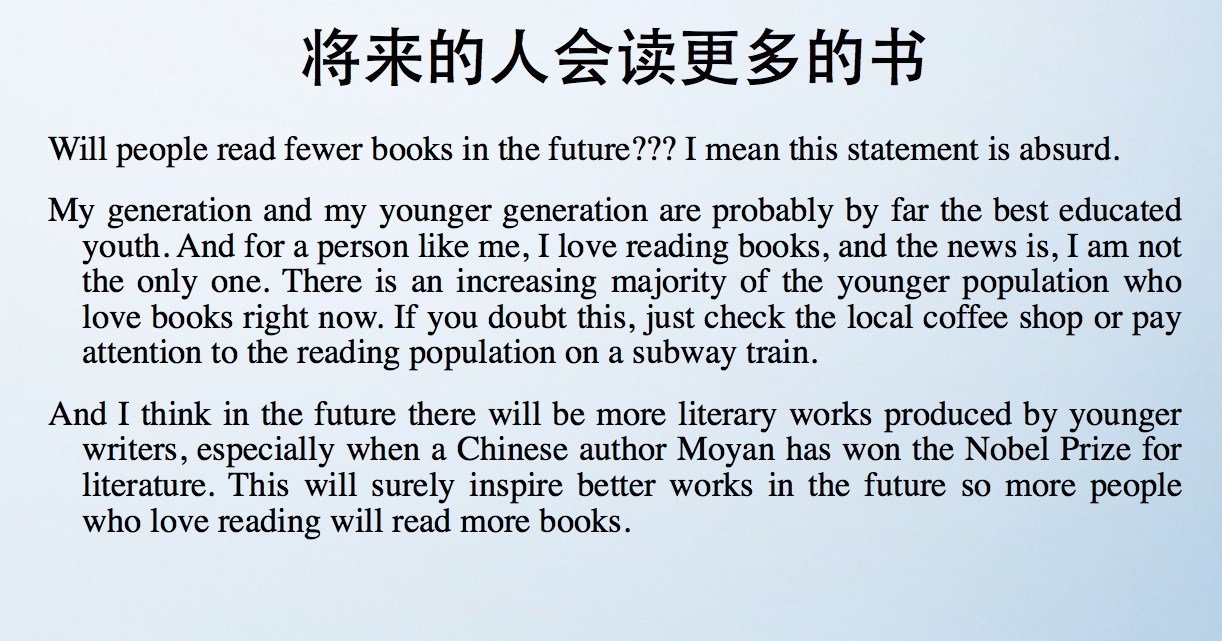 将来的人会读更多的书
Will people read fewer books in the future??? I mean this statement is absurd.
My generation and my younger generation are probably by far the best educated
youth. And for a person like me, I love reading books, and the news is, I am not
the only one. There is an increasing majority of the younger population who
love books right now. If you doubt this, just check the local coffee shop or pay
attention to the reading population on a subway train.
And I think in the future there will be more literary works produced by younger
writers, especially when a Chinese author Moyan has won the Nobel Prize for
literature. This will surely inspire better works in the future so more people
who love reading will read more books.